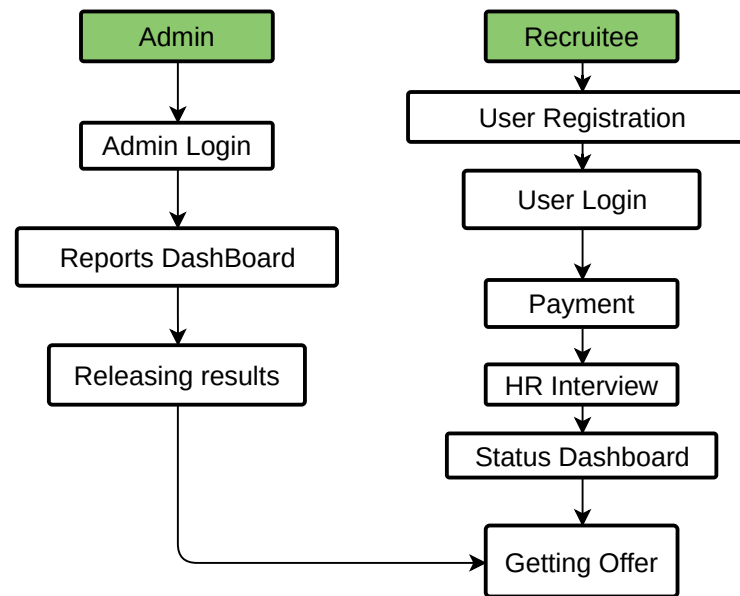 Admin
Admin Login
Reports DashBoard
Releasing results
Recruitee
User Registration
User Login
Payment
HR Interview
Status Dashboard
Getting Offer